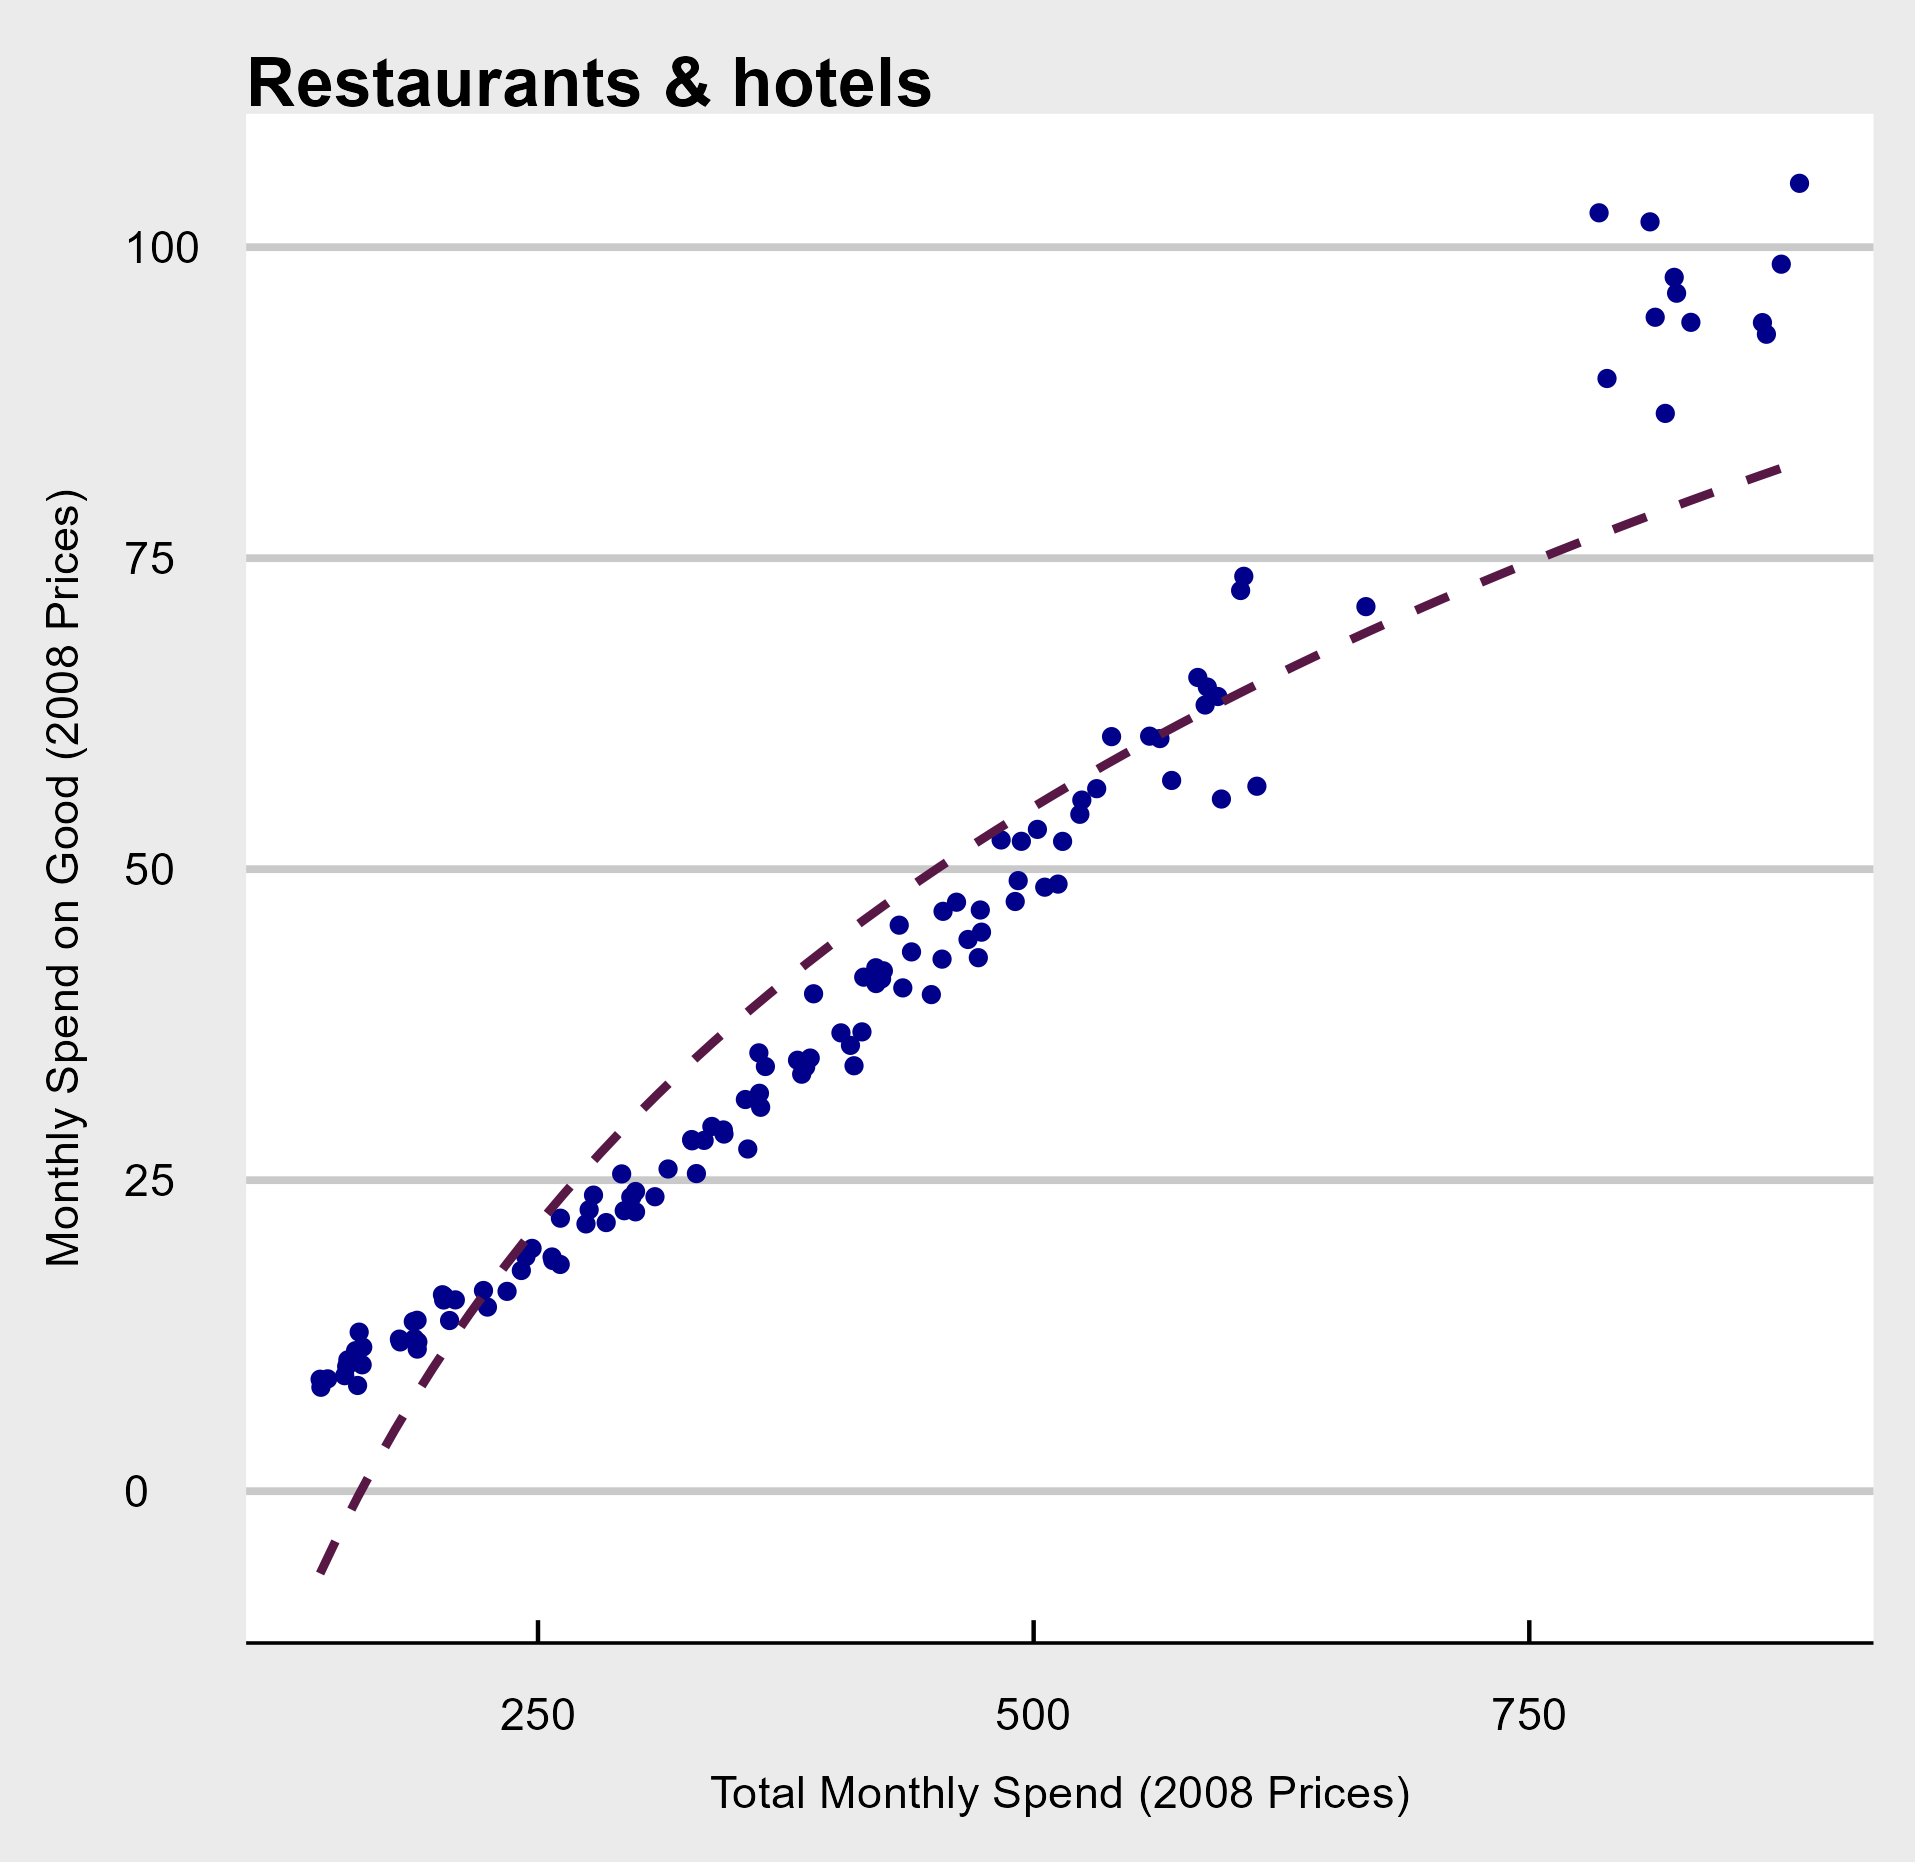 Restaurants & hotels
Monthly Spend on Good (2008 Prices)
100
75
50
25
0
250
500
750
Total Monthly Spend (2008 Prices)